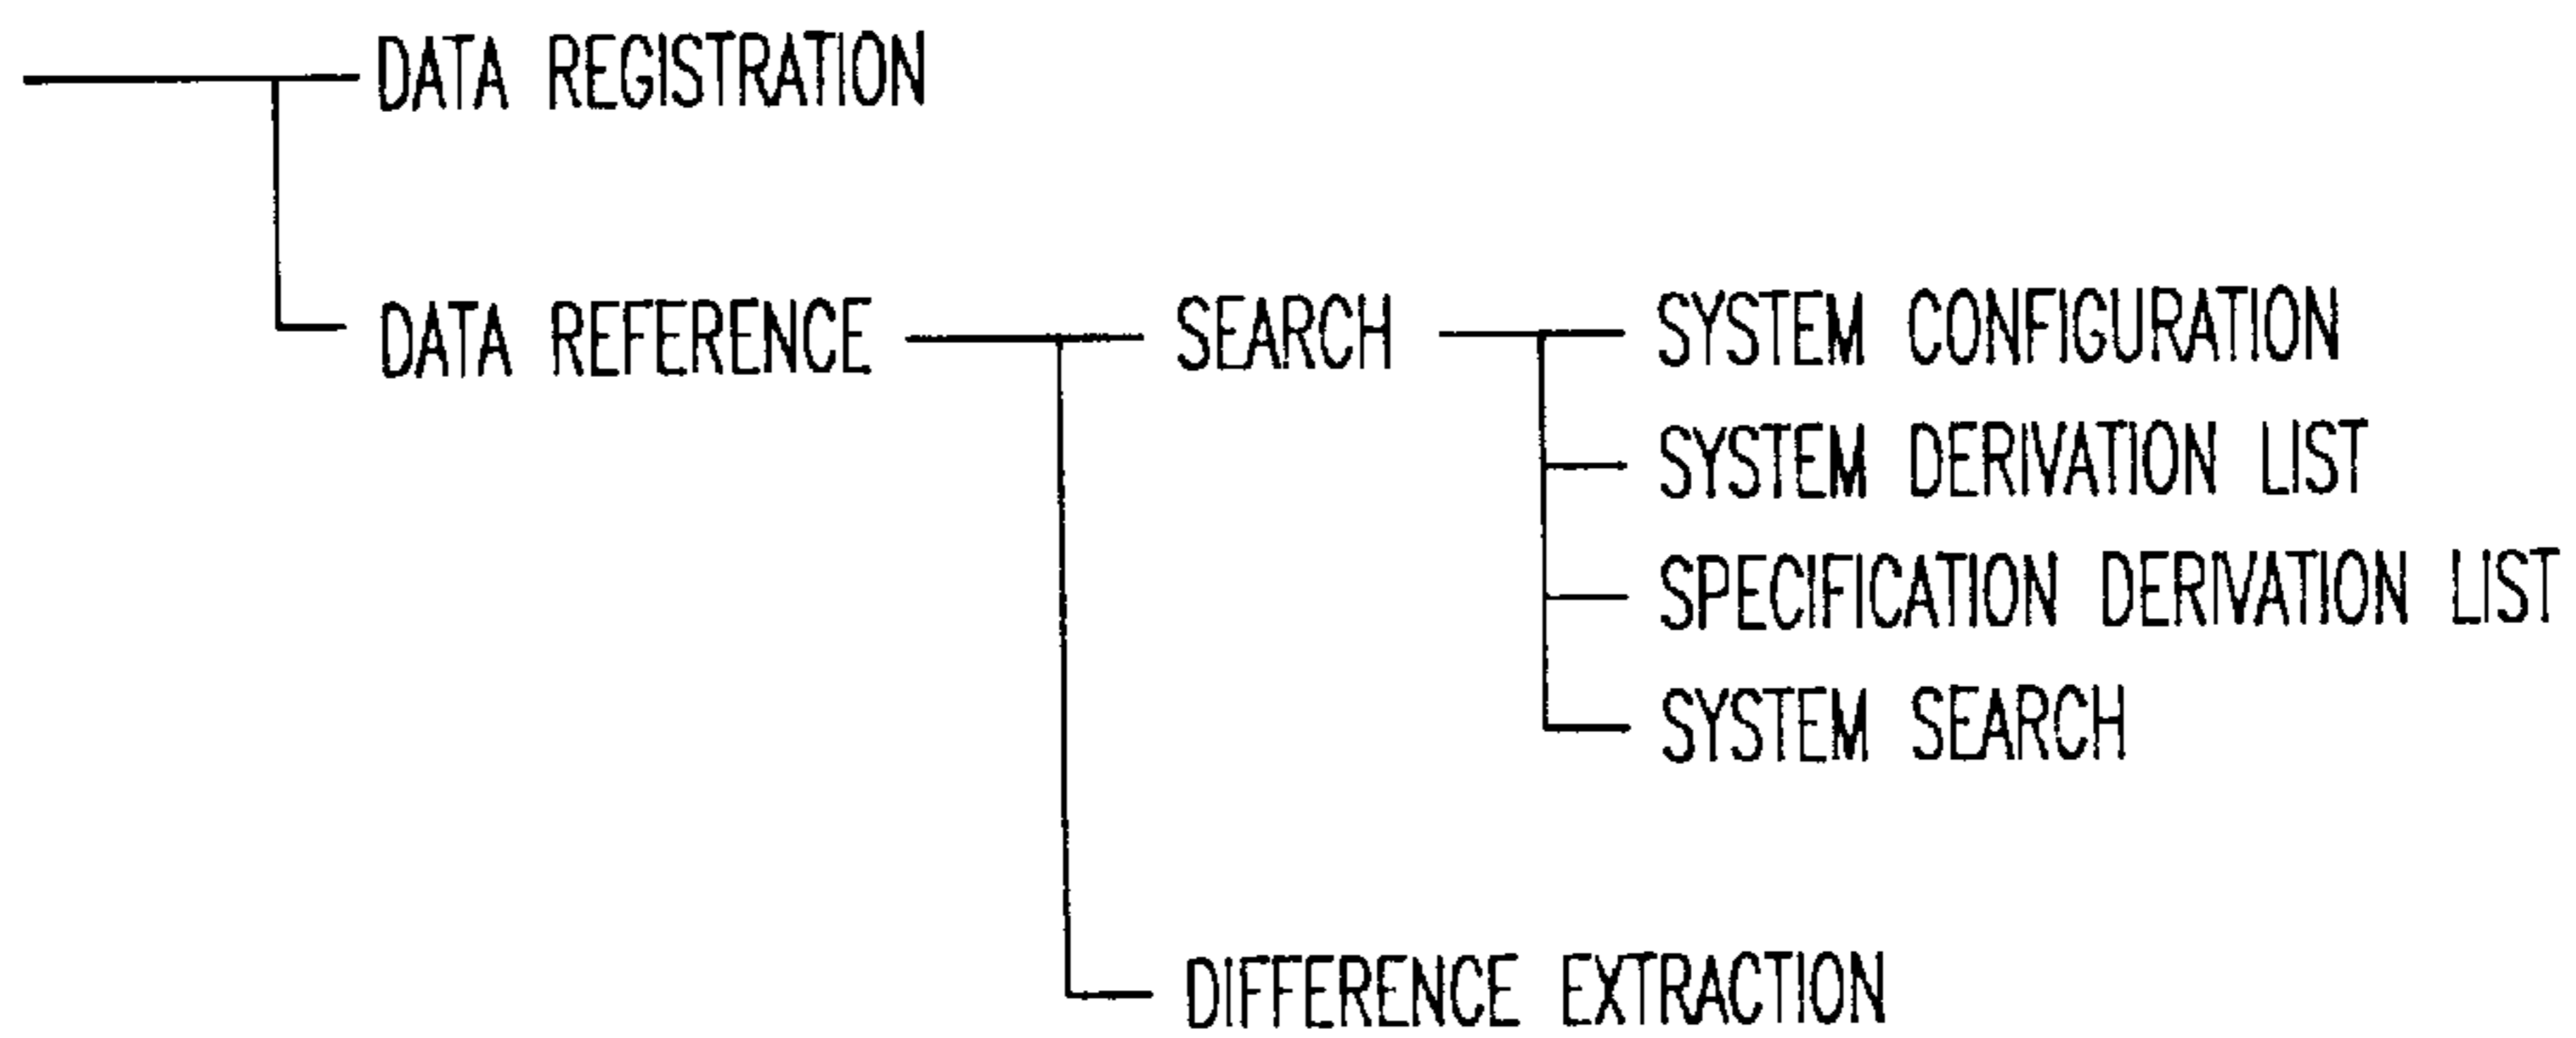 DATA REGISTRATION
DATA REFERENCE
SEARCH
SYSTEM CONFIGURATION
SYSTEM DERIVATION LIST
SPECIFICATION DERIVATION LIST
SYSTEM SEARCH
DIFFERENCE EXTRACTION